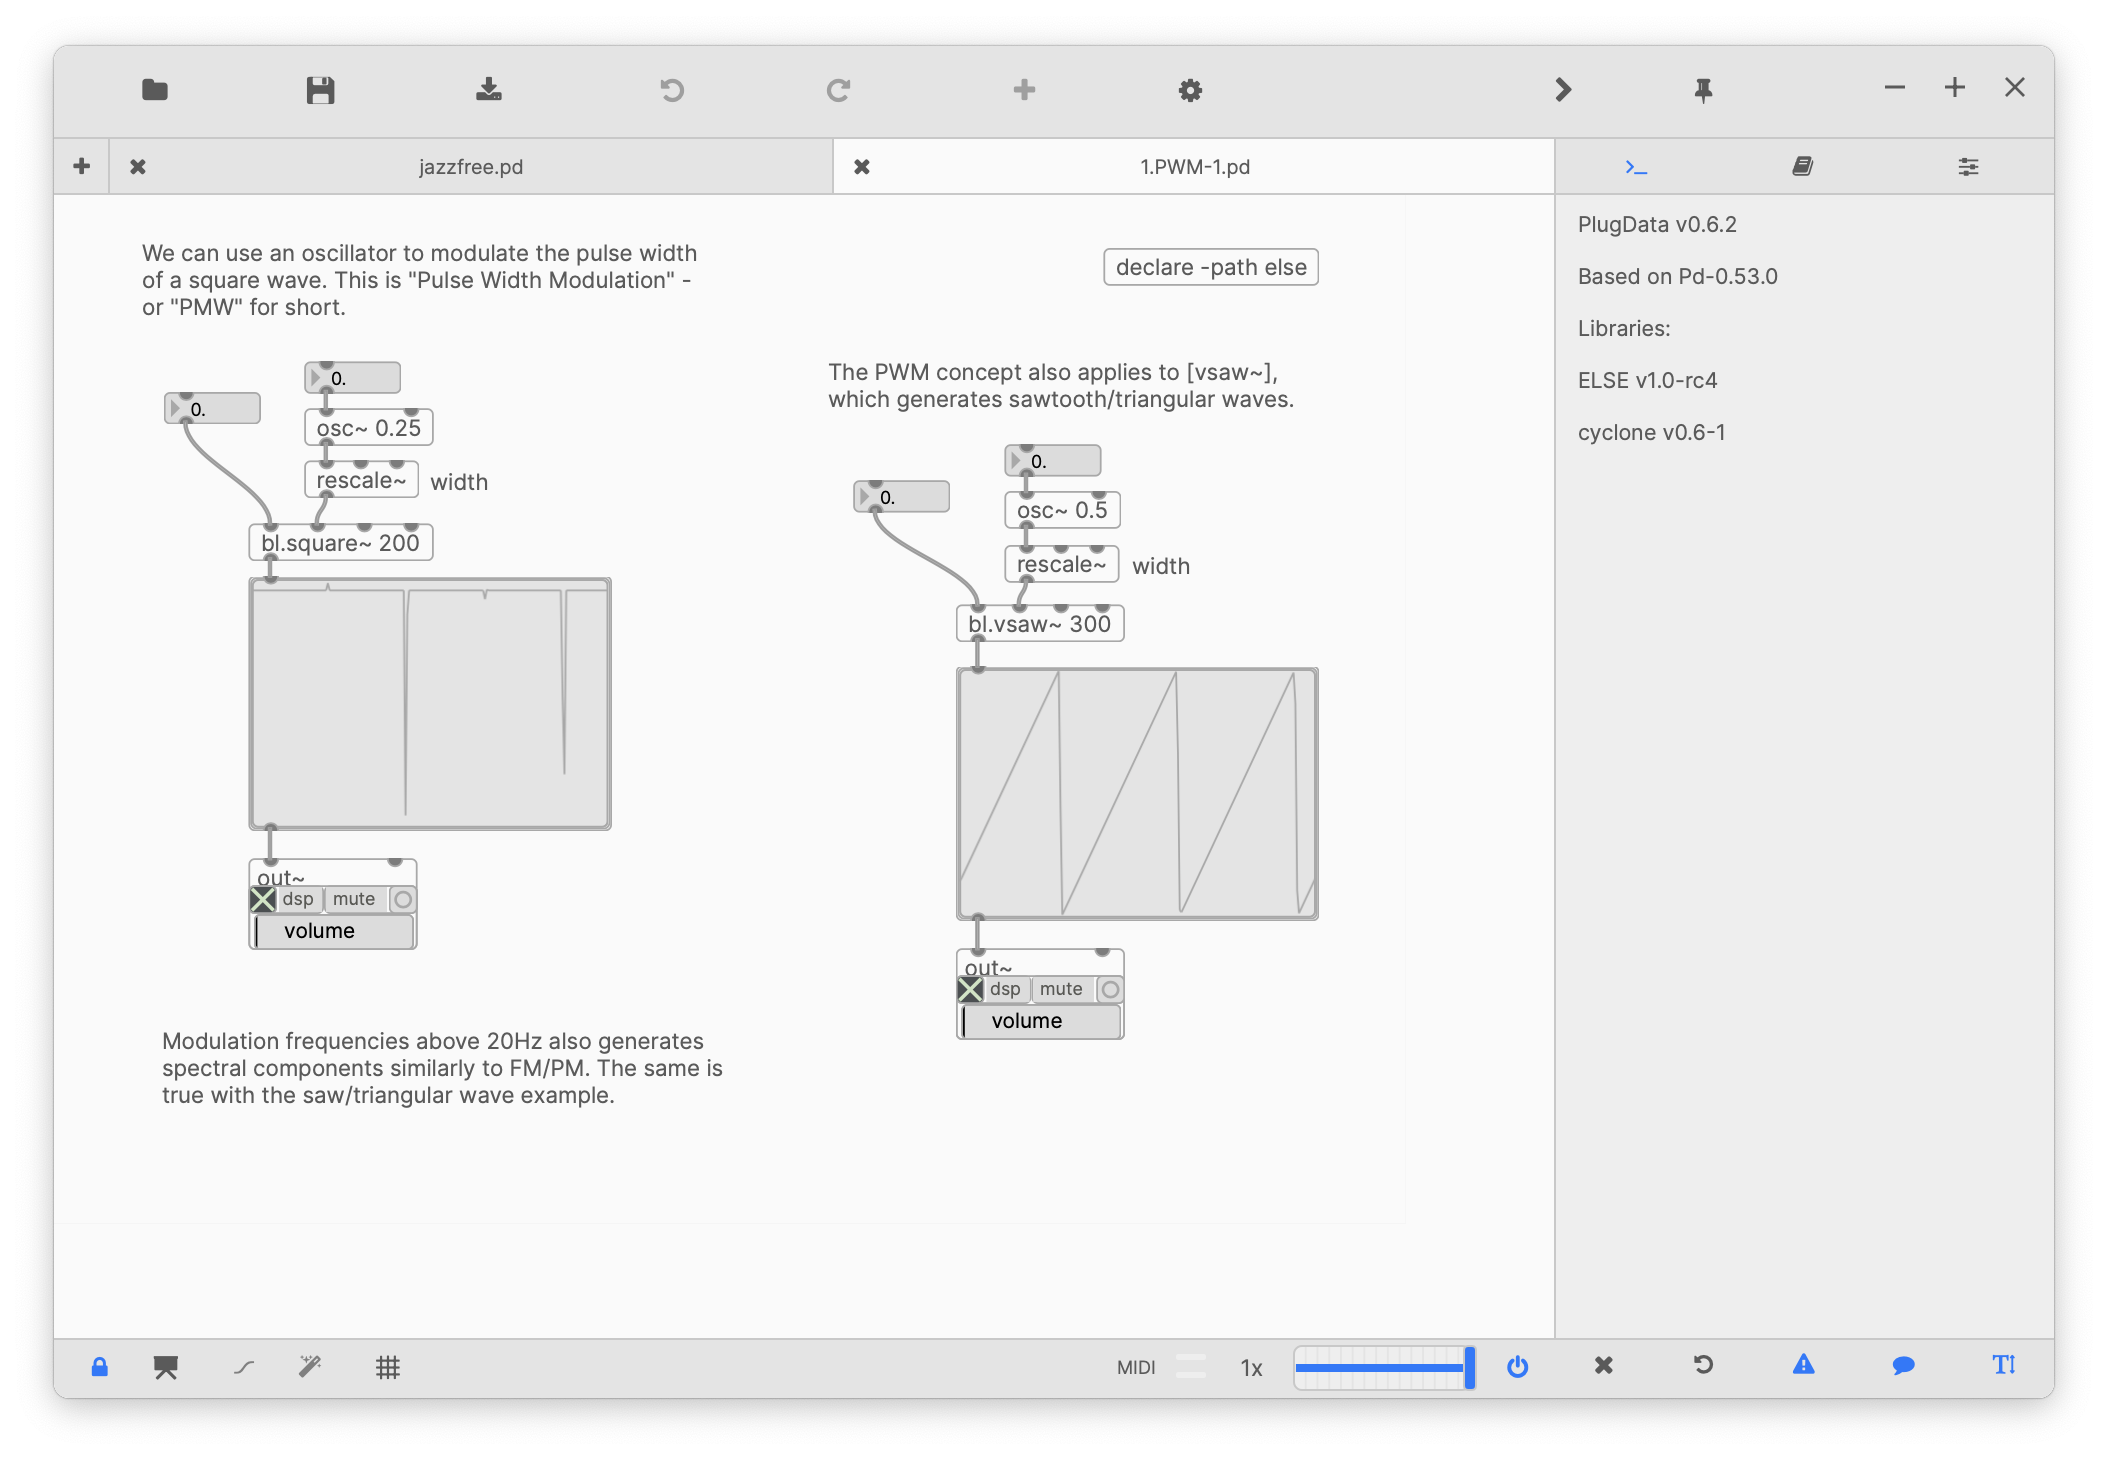 jazzfree.pd
1.PWM-1.pd
We can use an oscillator to modulate the pulse width
of a square wave. This is "Pulse Width Modulation" -
or "PMW" for short.
declare -path else
0.
0.
osc~ 0.25
rescale~
width
bl.square~ 200
out~
dsp
mute
volume
Modulation frequencies above 20Hz also generates
spectral components similarly to FM/PM. The same is
true with the saw/triangular wave example.
The PWM concept also applies to [vsaw~],
which generates sawtooth/triangular waves.
0.
0.
osc~ 0.5
rescale~
width
bl.vsaw~ 300
out~
dsp
mute
volume
PlugData v0.6.2
Based on Pd-0.53.0
Libraries:
ELSE v1.0-rc4
cyclone v0.6-1
MIDI
1x